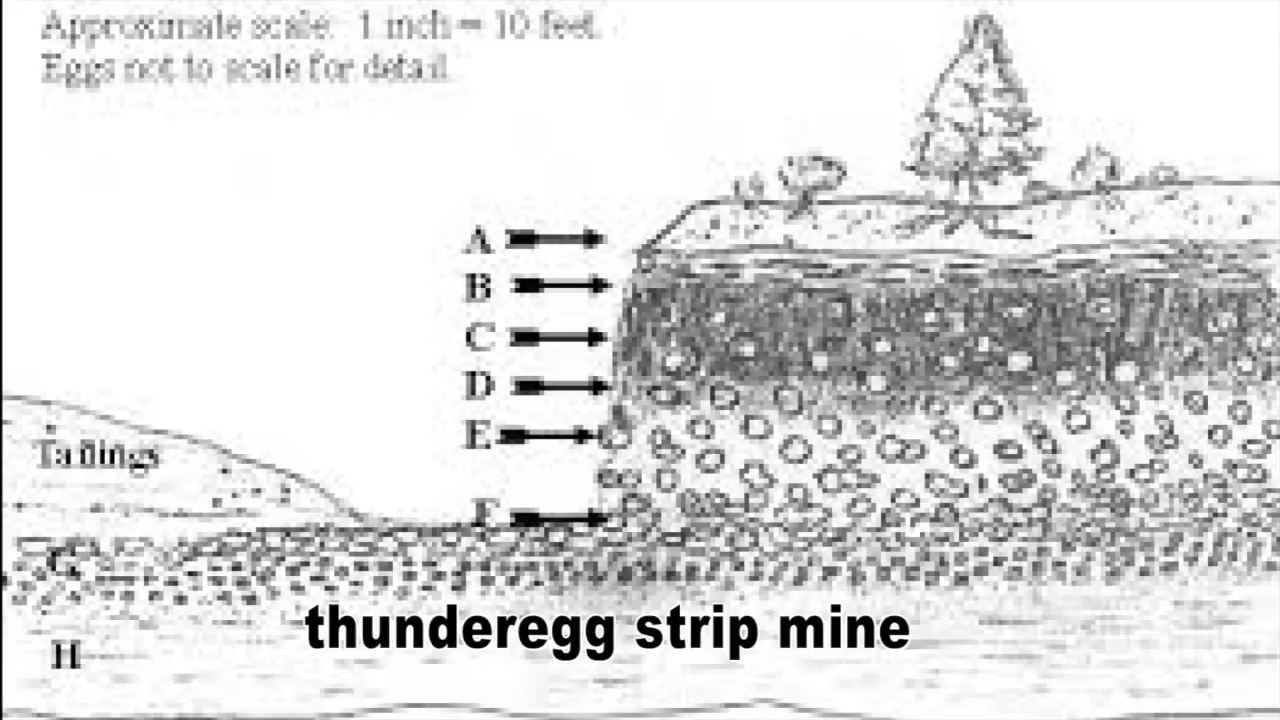 Approximate scale: 1 inch = 10 feet.
Eggs not to scale for detail.
A
B
C
D
E
F
Tailings
G
thunderegg strip mine
H